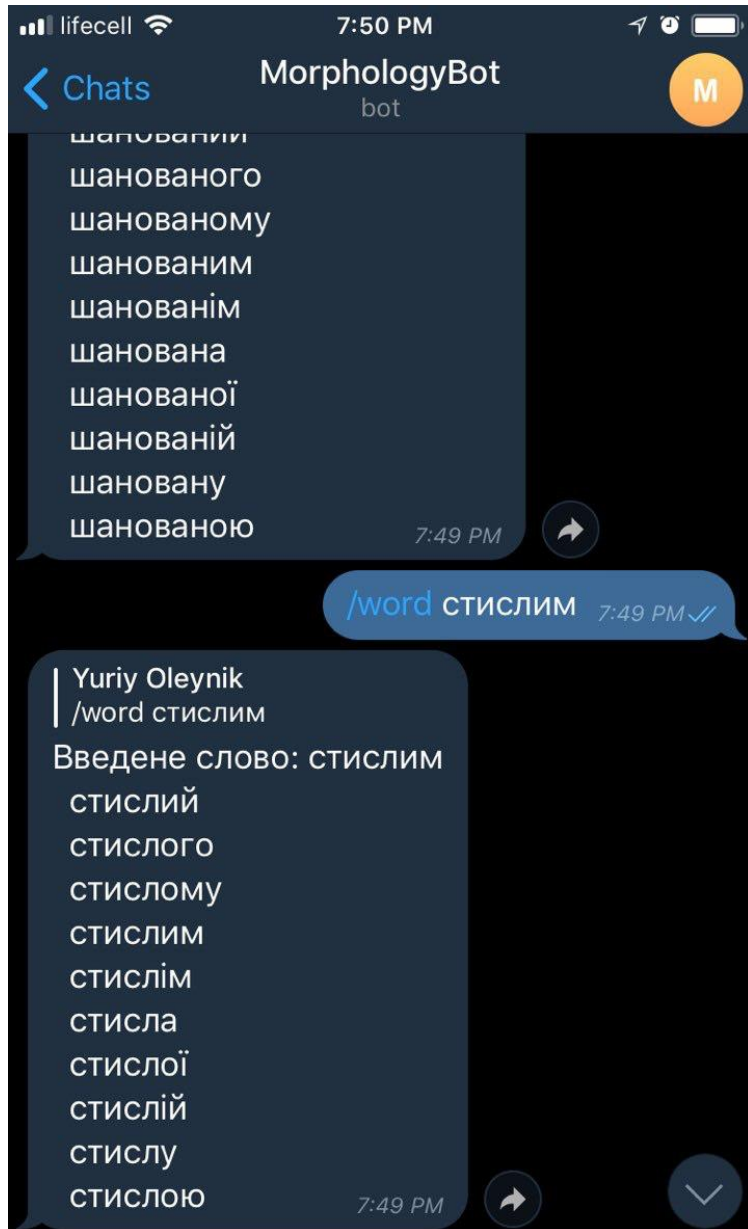 lifecell 7:50 PM
Chats MorphologyBot M
bot
шанований
шанованого
шанованому
шанованим
шанованім
шанована
шанованої
шанованій
шановану
шанованою 7:49 PM
/word стислим 7:49 PM
Yuriy Oleynik
/word стислим
Введене слово: стислим
стислий
стислого
стислому
стислим
стислім
стисла
стислої
стислій
стислу
стислою 7:49 PM